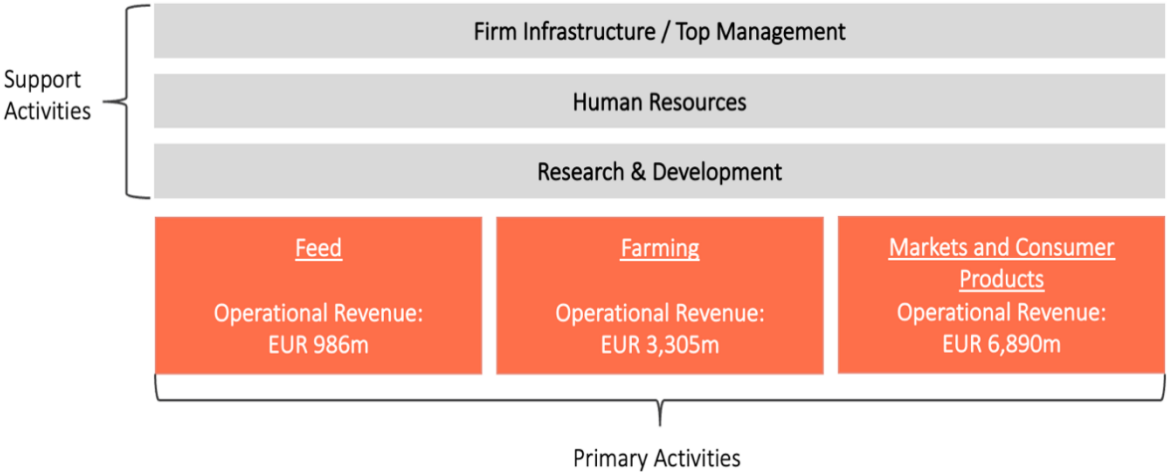 Firm Infrastructure / Top Management
Support
Activities
Human Resources
Research & Development
Feed
Operational Revenue:
EUR 986m
Farming
Operational Revenue:
EUR 3,305m
Markets and Consumer
Products
Operational Revenue:
EUR 6,890m
Primary Activities